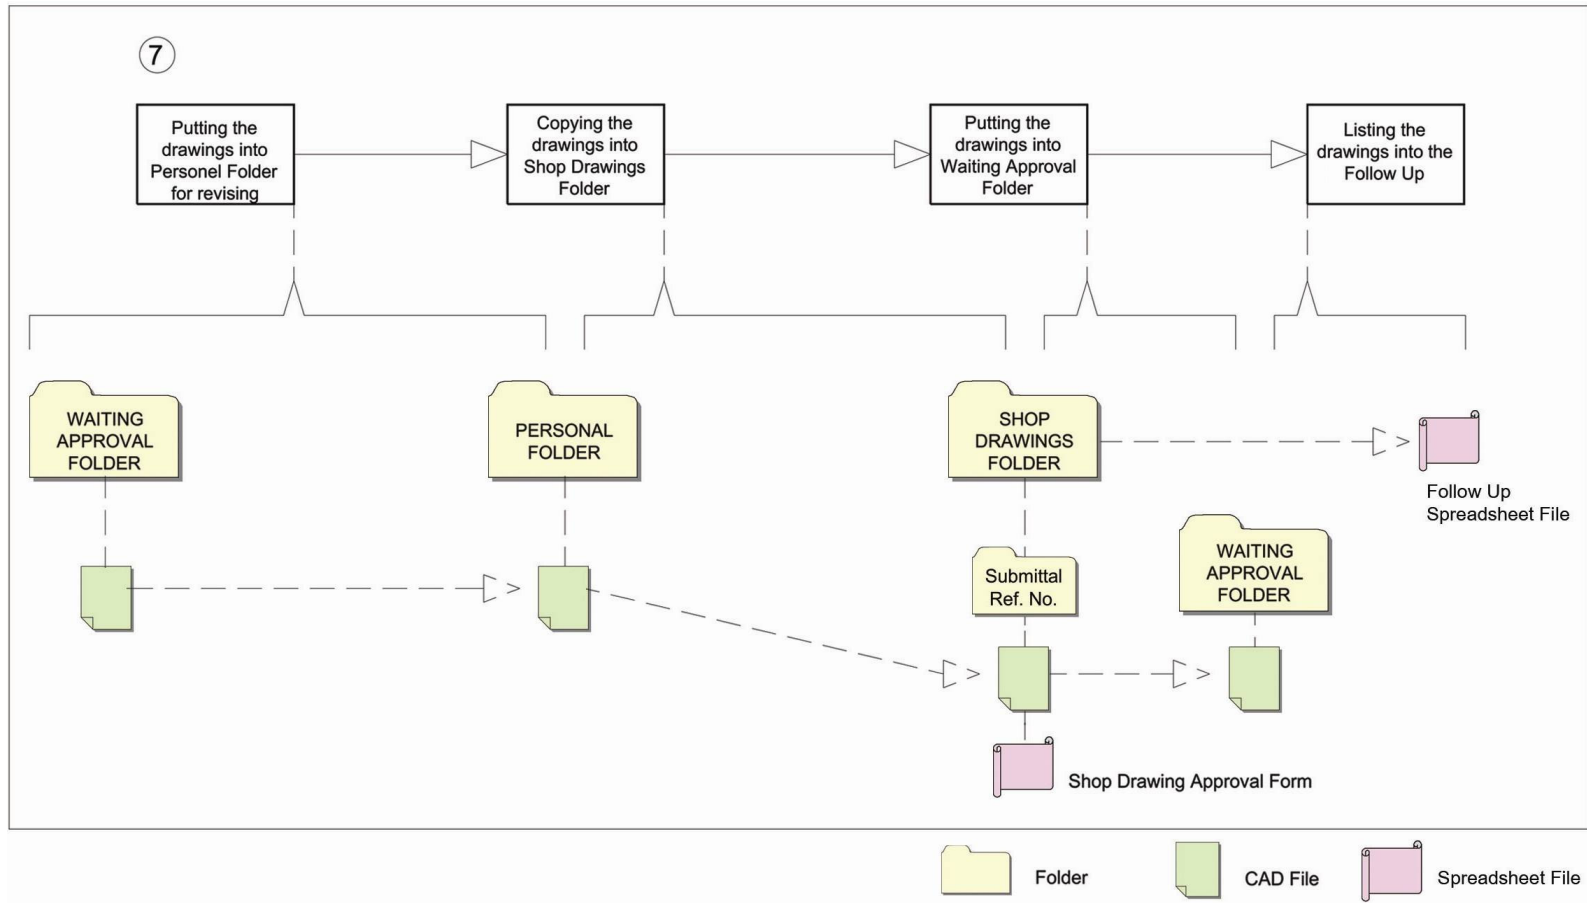 7
Putting the
drawings into
Personel Folder
for revising
Copying the
drawings into
Shop Drawings
Folder
Putting the
drawings into
Waiting Approval
Folder
Listing the
drawings into the
Follow Up
WAITING
APPROVAL
FOLDER
PERSONAL
FOLDER
SHOP
DRAWINGS
FOLDER
Follow Up
Spreadsheet File
Submittal
Ref. No.
WAITING
APPROVAL
FOLDER
Shop Drawing Approval Form
Folder
CAD File
Spreadsheet File